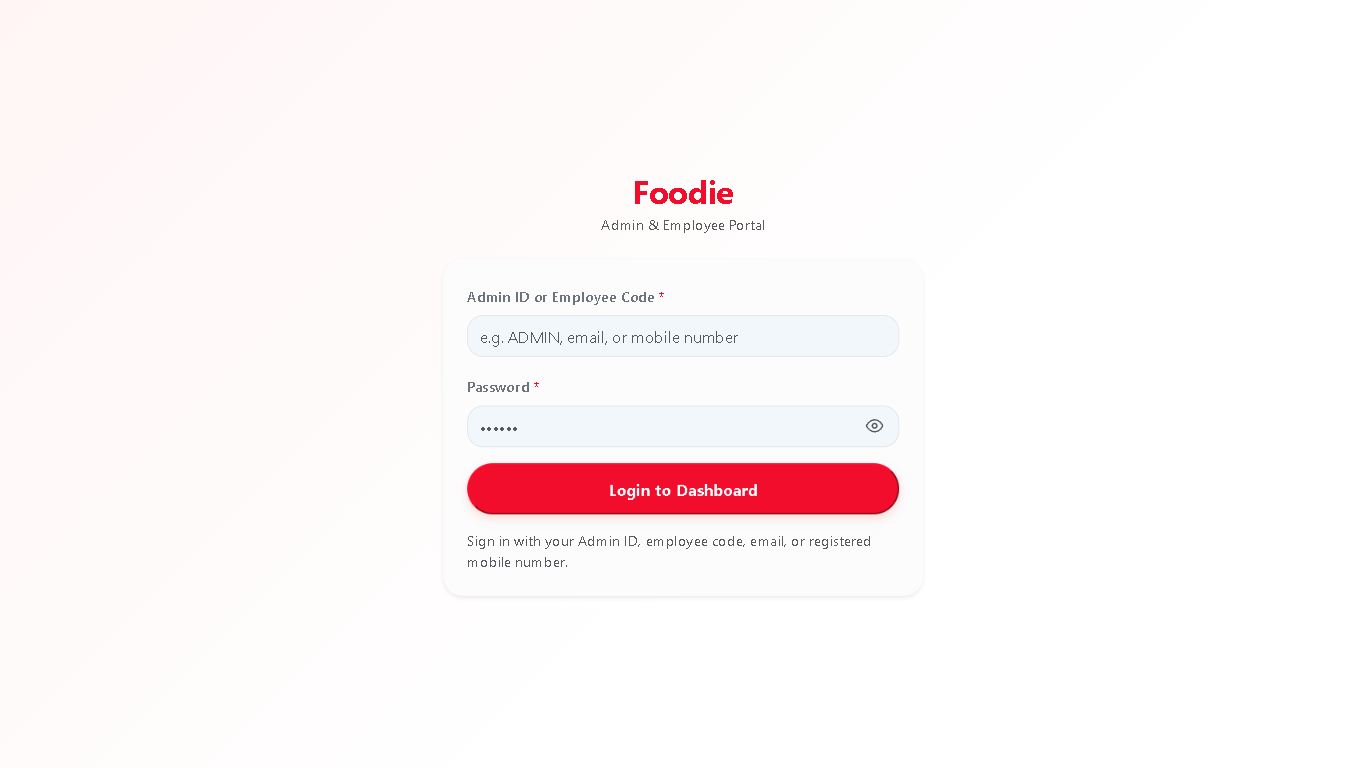 Foodie
Admin & Employee Portal
Admin ID or Employee Code *
e.g. ADMIN, email, or mobile number
Password *
••••••
Login to Dashboard
Sign in with your Admin ID, employee code, email, or registered
mobile number.